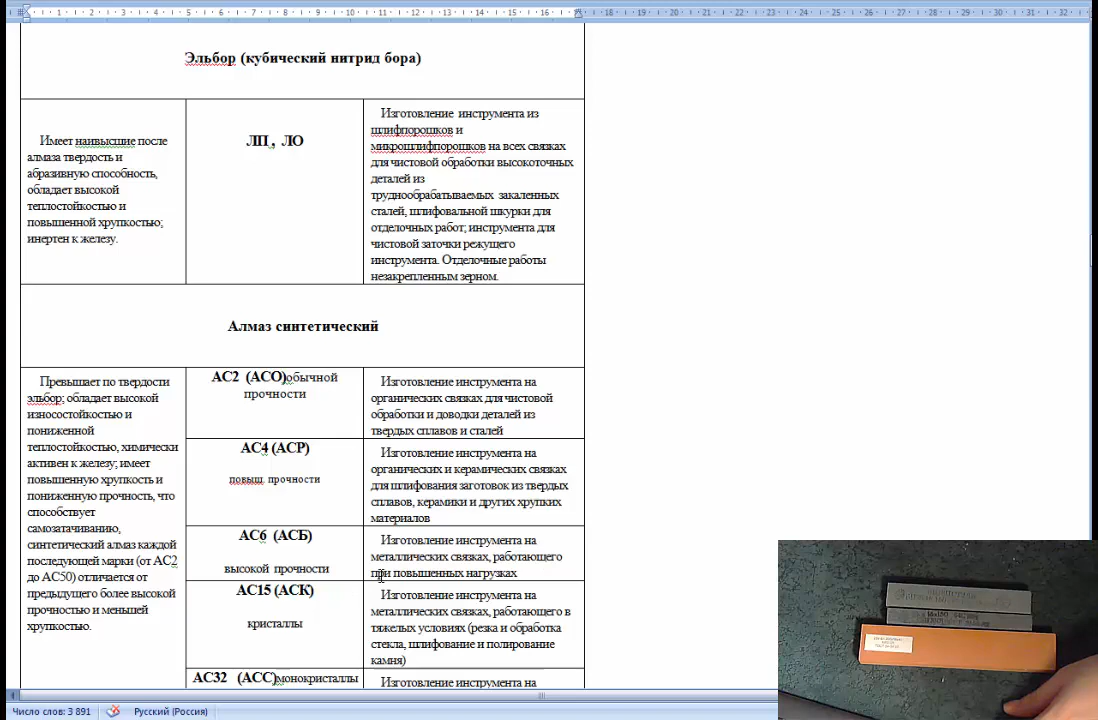 Эльбор (кубический нитрид бора)
Имеет наивысшие после
алмаза твердость и
абразивную способность,
обладает высокой
теплостойкостью и
повышенной хрупкостью;
инертен к железу.
ЛП , ЛО
Изготовление инструмента из
шлифпорошков и
микрошлифпорошков на всех связках
для чистовой обработки высокоточных
деталей из
труднообрабатываемых закаленных
сталей, шлифовальной шкурки для
отделочных работ; инструмента для
чистовой заточки режущего
инструмента. Отделочные работы
незакрепленным зерном.
Алмаз синтетический
Превышает по твердости
эльбор; обладает высокой
износостойкостью и
пониженной
теплостойкостью, химически
активен к железу; имеет
повышенную хрупкость и
пониженную прочность, что
способствует
самозатачиванию,
синтетический алмаз каждой
последующей марки (от АС2
до АС50) отличается от
предыдущего более высокой
прочностью и меньшей
хрупкостью.
АС2 (АСО)обычной
прочности
Изготовление инструмента на
органических связках для чистовой
обработки и доводки деталей из
твердых сплавов и сталей
АС4 (АСР)
повыш. прочности
Изготовление инструмента на
органических и керамических связках
для шлифования заготовок из твердых
сплавов, керамики и других хрупких
материалов
АС6 (АСБ)
высокой прочности
Изготовление инструмента на
металлических связках, работающего
при повышенных нагрузках
АС15 (АСК)
кристаллы
Изготовление инструмента на
металлических связках, работающего в
тяжелых условиях (резка и обработка
стекла, шлифование и полирование
камня)
АС32 (АСС)монокристаллы
Изготовление инструмента на
Число слов: 3 891
Русский (Россия)